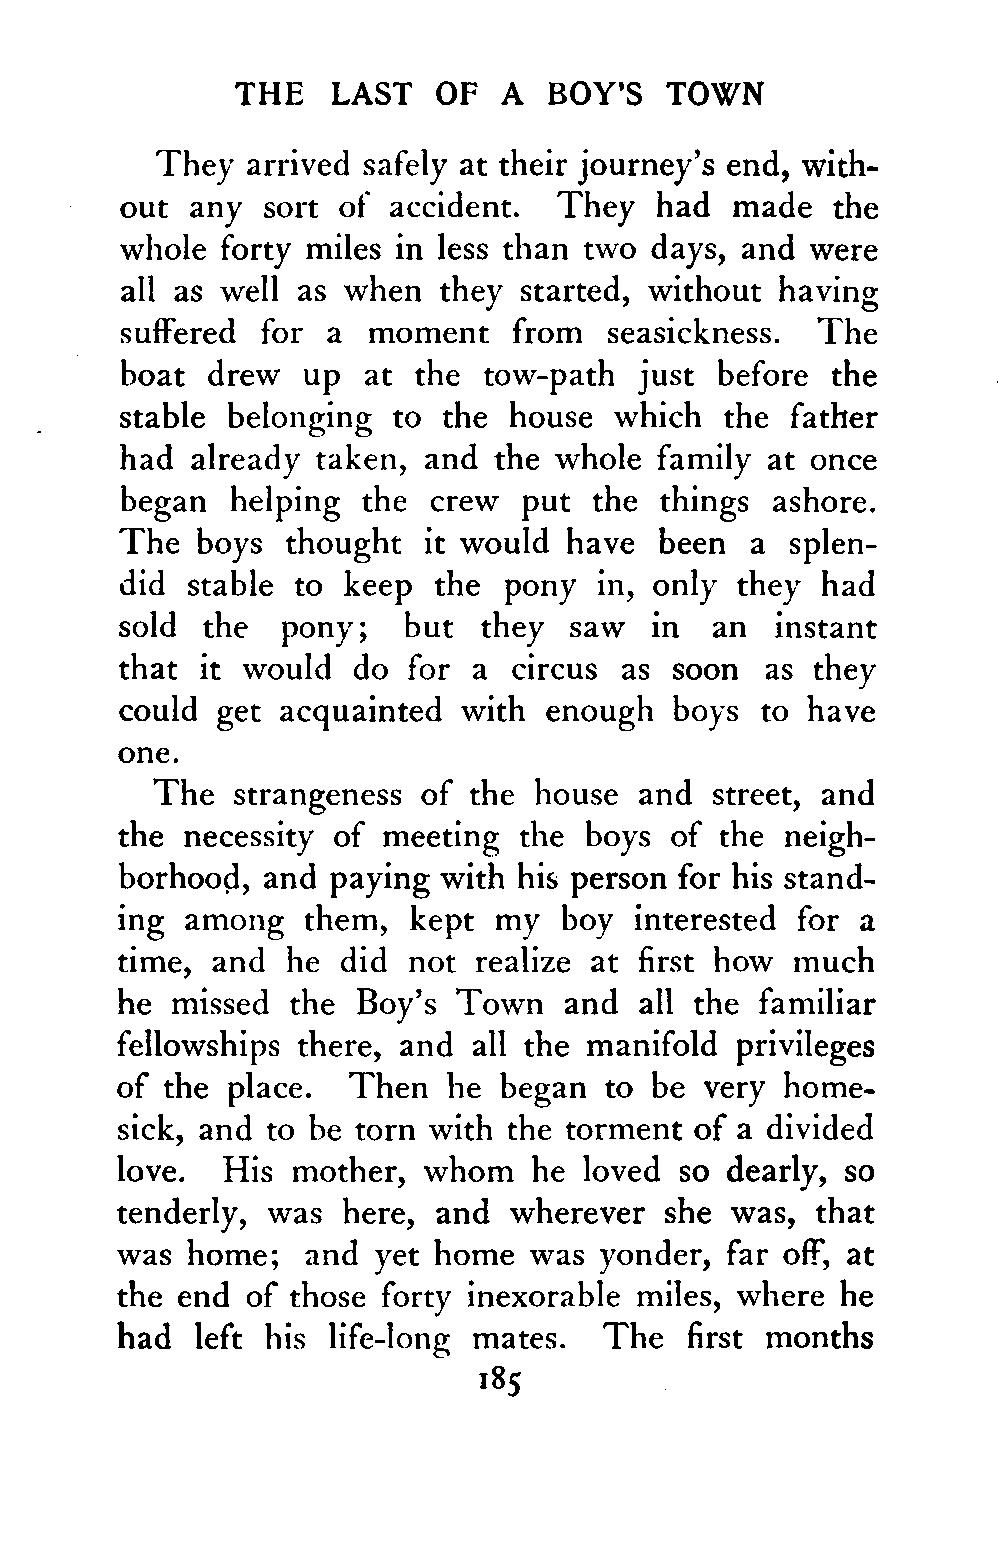 THE LAST OF A BOY'S TOWN
They arrived safely at their journey's end, with-
out any sort of accident. They had made the
whole forty miles in less than two days, and were
all as well as when they started, without having
suffered for a moment from seasickness. The
boat drew up at the tow-path just before the
stable belonging to the house which the father
had already taken, and the whole family at once
began helping the crew put the things ashore.
The boys thought it would have been a splen-
did stable to keep the pony in, only they had
sold the pony; but they saw in an instant
that it would do for a circus as soon as they
could get acquainted with enough boys to have
one.
The strangeness of the house and street, and
the necessity of meeting the boys of the neigh-
borhood, and paying with his person for his stand-
ing among them, kept my boy interested for a
time, and he did not realize at first how much
he missed the Boy's Town and all the familiar
fellowships there, and all the manifold privileges
of the place. Then he began to be very home-
sick, and to be torn with the torment of a divided
love. His mother, whom he loved so dearly, so
tenderly, was here, and wherever she was, that
was home; and yet home was yonder, far off, at
the end of those forty inexorable miles, where he
had left his life-long mates. The first months
185